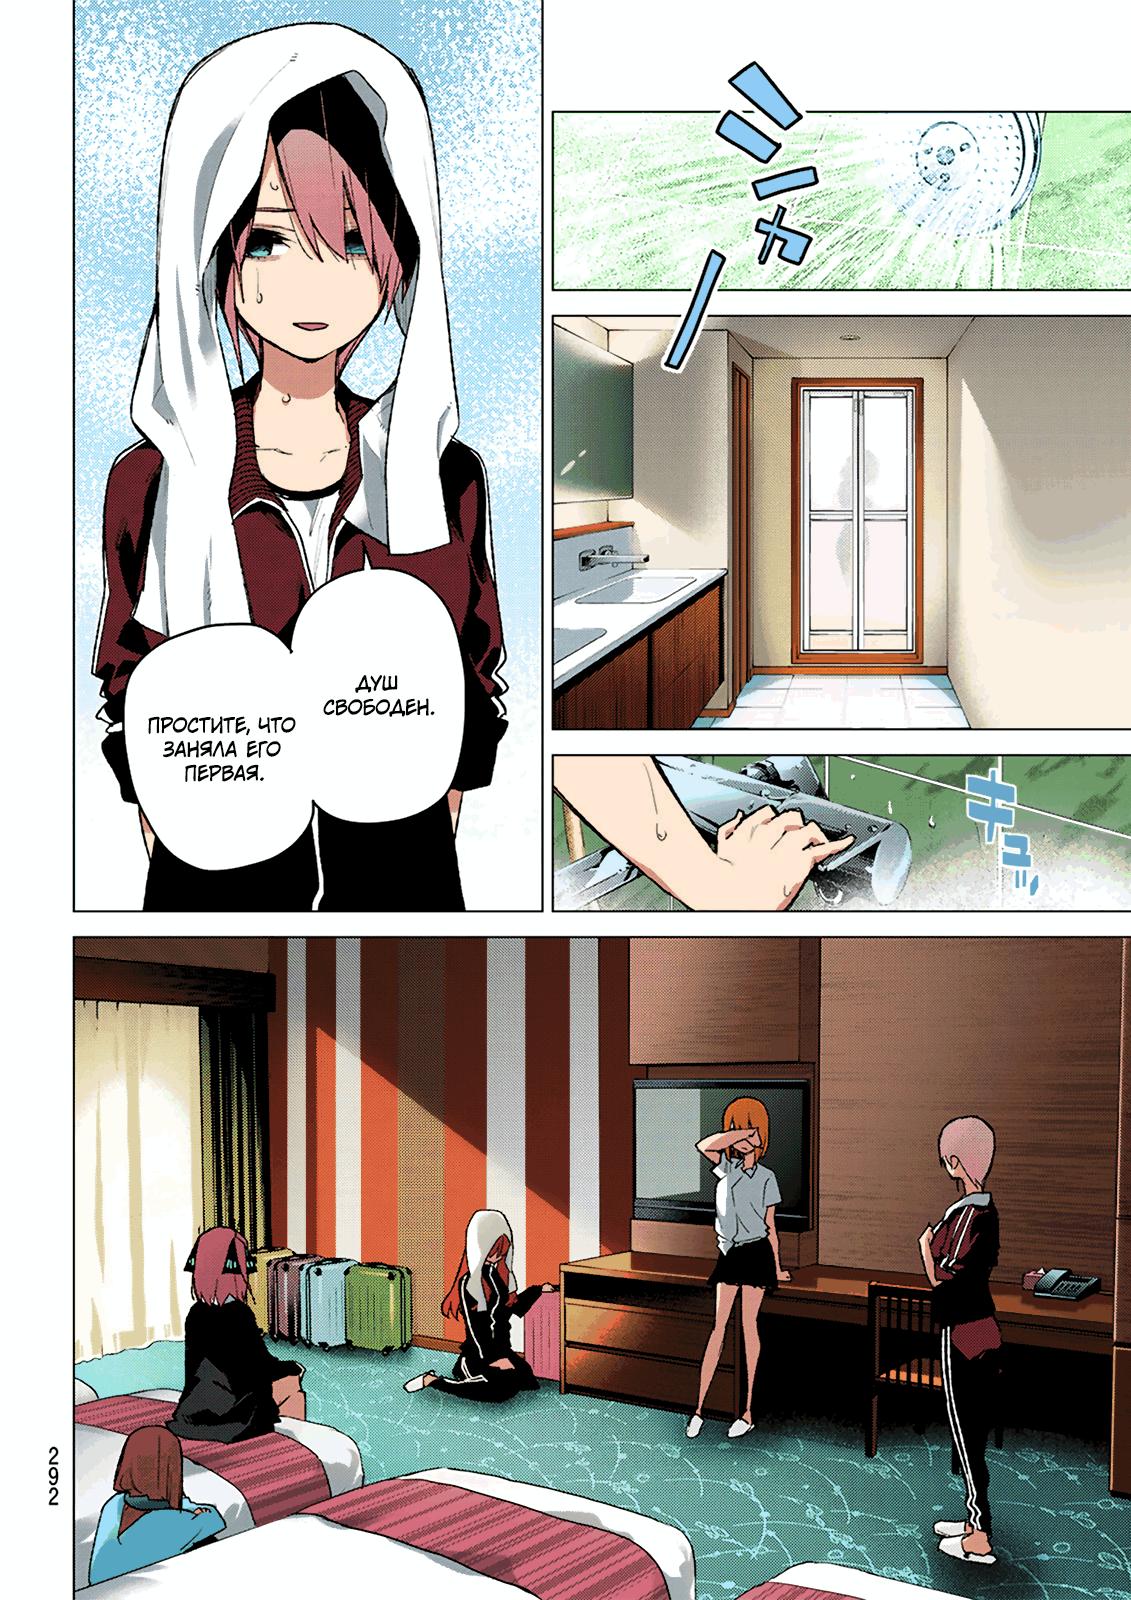 シャー
キュッ
ДУШ
СВОБОДЕН.
ПРОСТИТЕ, ЧТО
ЗАНЯЛА ЕГО
ПЕРВАЯ.
292